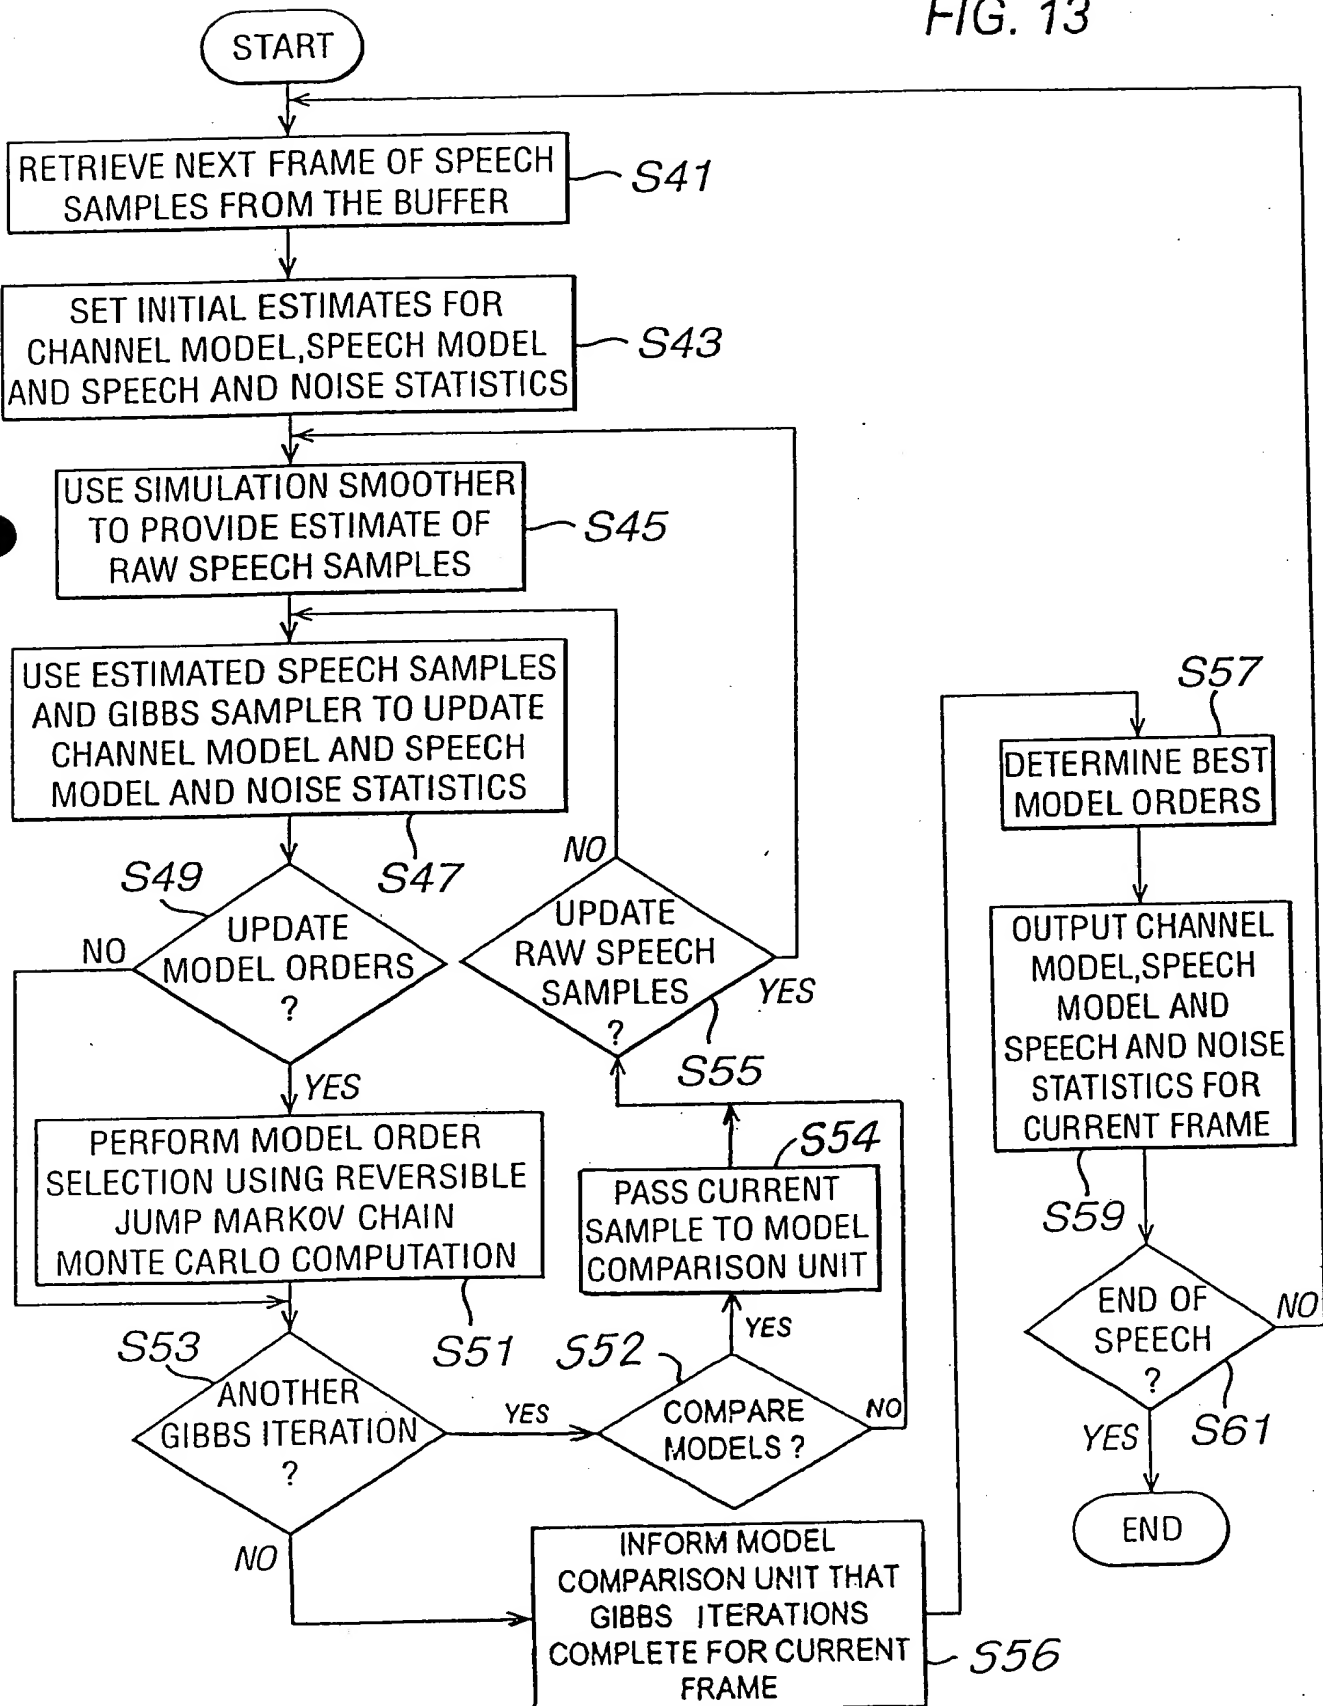 FIG. 13
START
RETRIEVE NEXT FRAME OF SPEECH
SAMPLES FROM THE BUFFER
S41
SET INITIAL ESTIMATES FOR
CHANNEL MODEL,SPEECH MODEL
AND SPEECH AND NOISE STATISTICS
S43
USE SIMULATION SMOOTHER
TO PROVIDE ESTIMATE OF
RAW SPEECH SAMPLES
S45
USE ESTIMATED SPEECH SAMPLES
AND GIBBS SAMPLER TO UPDATE
CHANNEL MODEL AND SPEECH
MODEL AND NOISE STATISTICS
S47
S49
UPDATE
MODEL ORDERS
?
NO
YES
PERFORM MODEL ORDER
SELECTION USING REVERSIBLE
JUMP MARKOV CHAIN
MONTE CARLO COMPUTATION
S51
S53
ANOTHER
GIBBS ITERATION
?
YES
NO
S52
COMPARE
MODELS ?
NO
YES
S54
PASS CURRENT
SAMPLE TO MODEL
COMPARISON UNIT
UPDATE
RAW SPEECH
SAMPLES
?
NO
YES
S55
INFORM MODEL
COMPARISON UNIT THAT
GIBBS ITERATIONS
COMPLETE FOR CURRENT
FRAME
S56
S57
DETERMINE BEST
MODEL ORDERS
OUTPUT CHANNEL
MODEL,SPEECH
MODEL AND
SPEECH AND NOISE
STATISTICS FOR
CURRENT FRAME
S59
END OF
SPEECH
?
NO
YES
S61
END